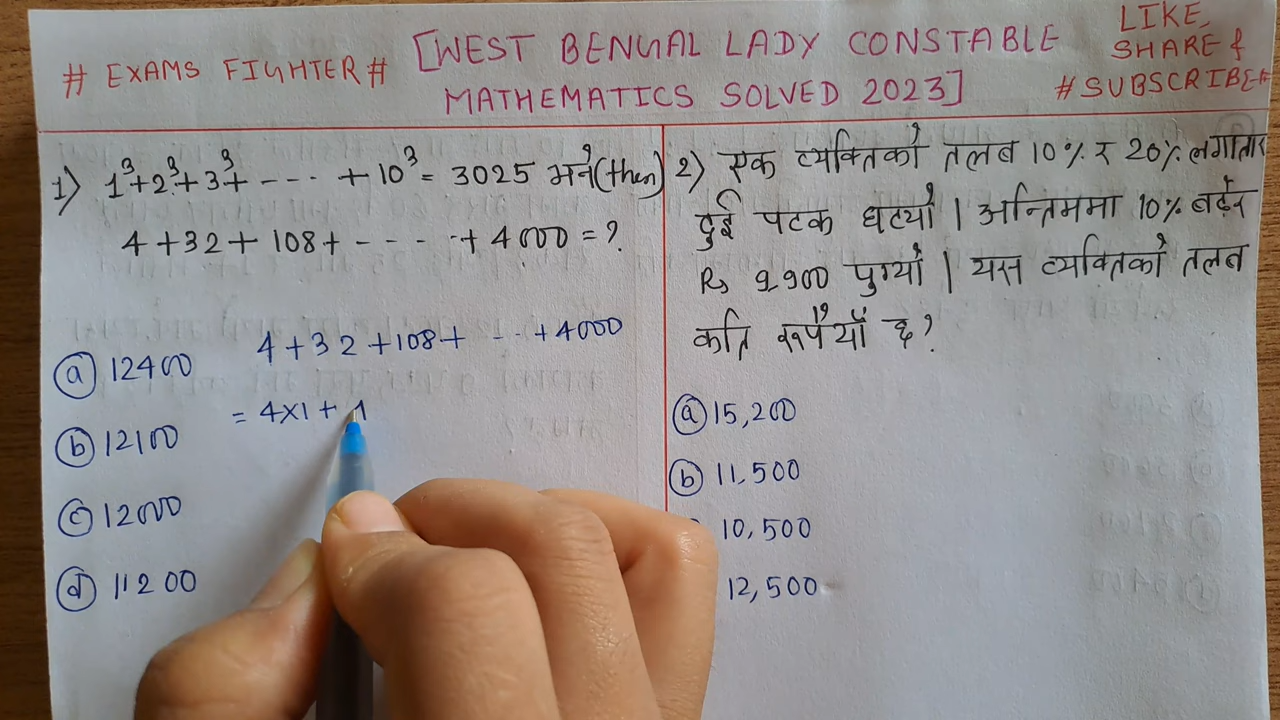 # EXAMS FIGHTER #
[WEST BENGAL LADY CONSTABLE
MATHEMATICS SOLVED 2023]
LIKE,
SHARE &
#SUBSCRIBE#
1) 1³+2³+3³+ ---- + 10³ = 3025 भने (then)
4 + 32 + 108 + - - - - + 4000 = ?
(a) 12400
(b) 12100
(c) 12000
(d) 11200
4 + 32 + 108 + - - - + 4000
= 4×1 + 4
2) एक व्यक्तिको तलब 10% र 20% लगातार
दुई पटक घट्यो | अन्तिममा 10% बढेर
Rs 9900 पुग्यो | यस व्यक्तिको तलब
कति रूपैयाँ छ ?
(a) 15,200
(b) 11,500
10,500
12,500